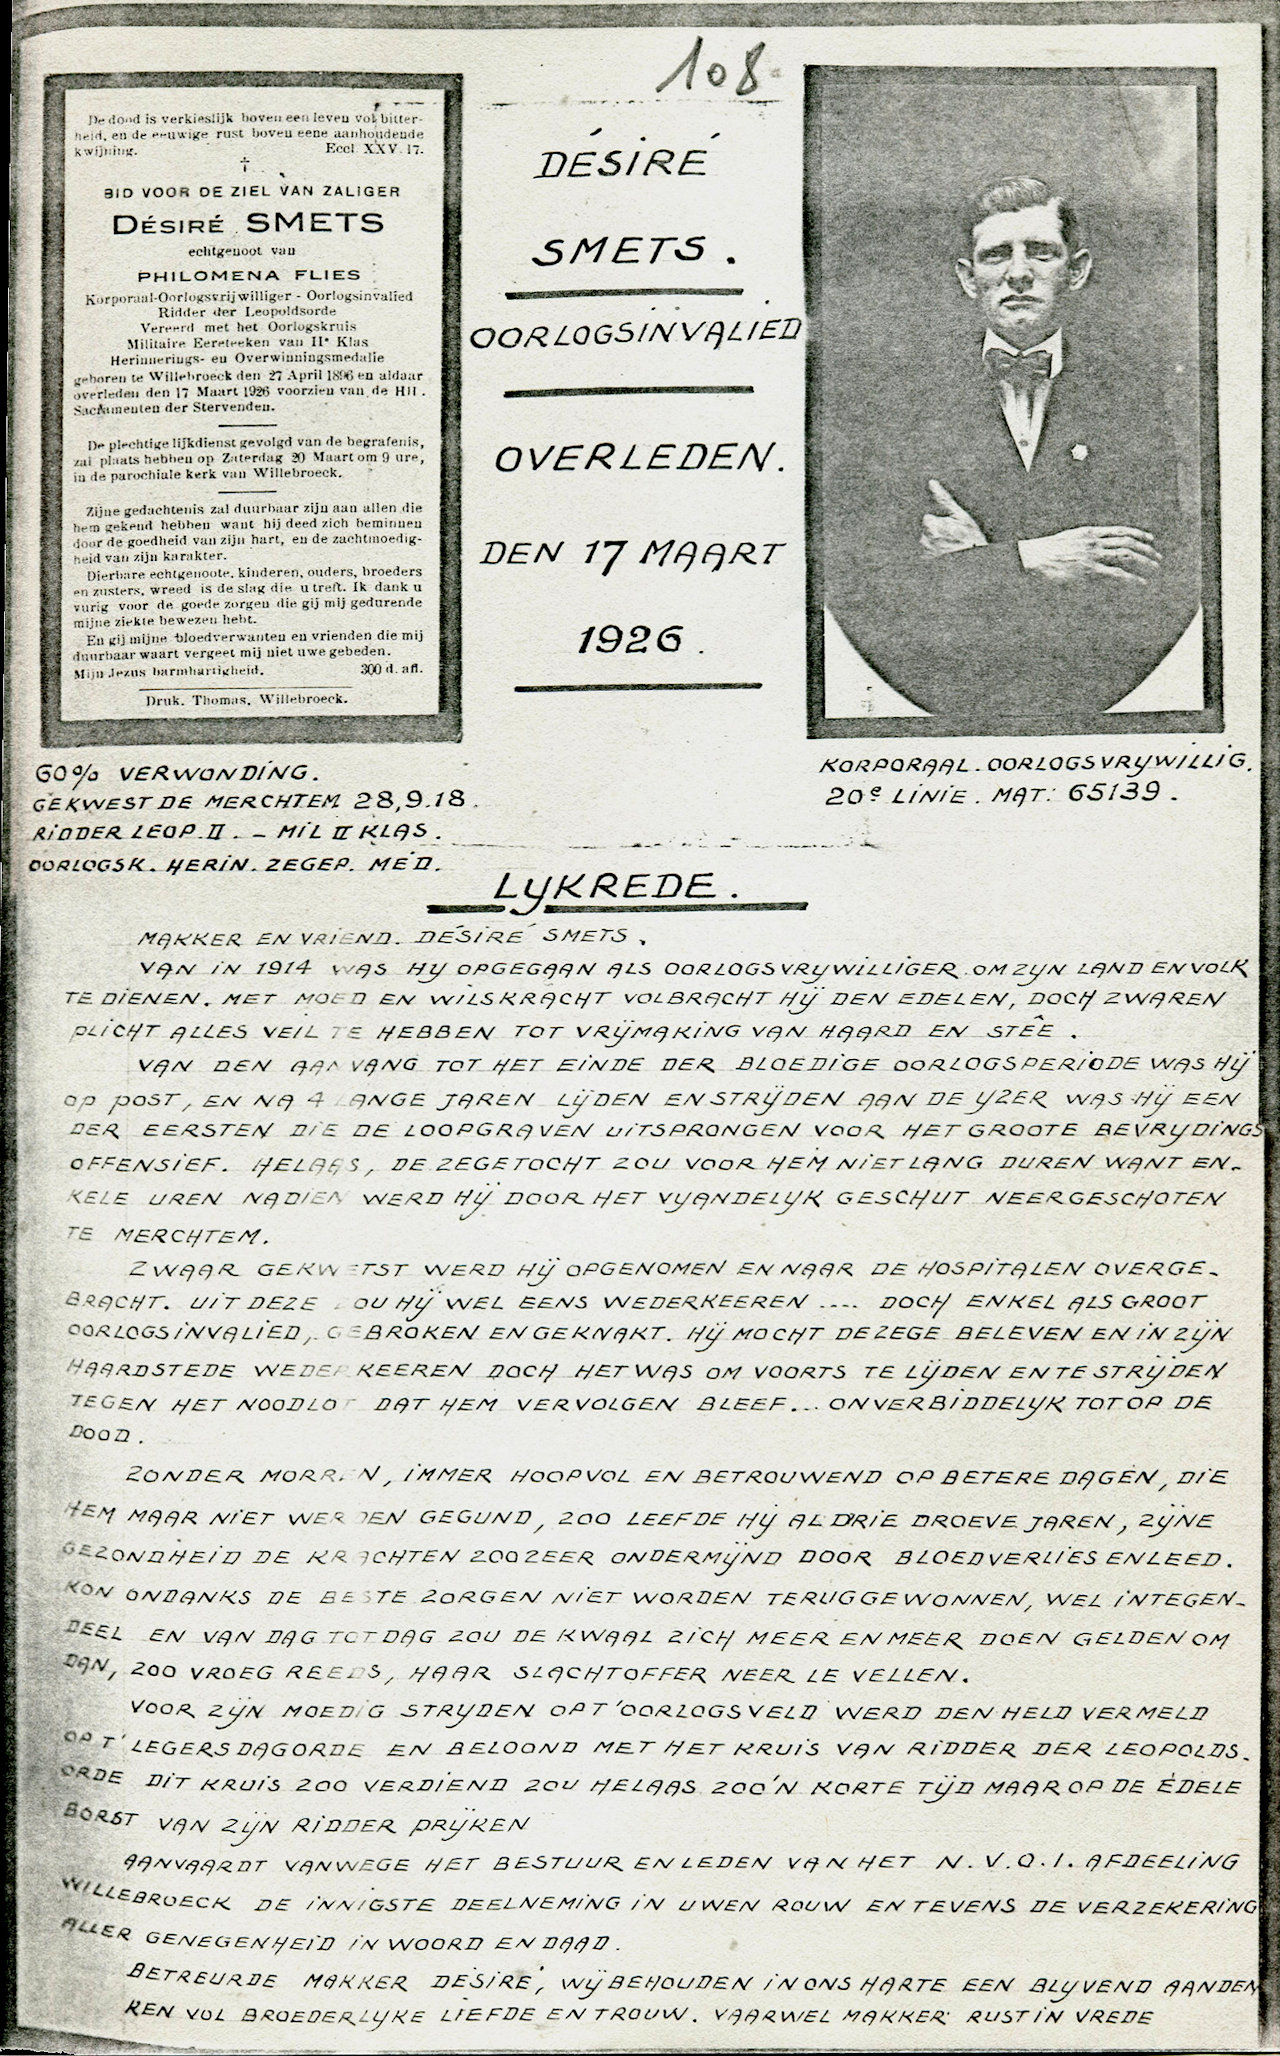 108
De dood is verkieslijk boven een leven vol bitter-
heid, en de eeuwige rust boven eene aanhoudende
kwijning. Eccl. XXV. 17.
†
BID VOOR DE ZIEL VAN ZALIGER
DÉSIRÉ SMETS
echtgenoot van
PHILOMENA FLIES
Korporaal-Oorlogsvrijwilliger - Oorlogsinvalied
Ridder der Leopoldsorde
Vereerd met het Oorlogskruis
Militaire Eereteeken van IIe Klas
Herinnerings- en Overwinningsmedalie
geboren te Willebroeck den 27 April 1896 en aldaar
overleden den 17 Maart 1926 voorzien van de HH.
Sacramenten der Stervenden.
De plechtige lijkdienst gevolgd van de begrafenis,
zal plaats hebben op Zaterdag 20 Maart om 9 ure,
in de parochiale kerk van Willebroeck.
Zijne gedachtenis zal duurbaar zijn aan allen die
hem gekend hebben want hij deed zich beminnen
door de goedheid van zijn hart, en de zachtmoedig-
heid van zijn karakter.
Dierbare echtgenoote, kinderen, ouders, broeders
en zusters, wreed is de slag die u treft. Ik dank u
vurig voor de goede zorgen die gij mij gedurende
mijne ziekte bewezen hebt.
En gij mijne bloedverwanten en vrienden die mij
duurbaar waart vergeet mij niet uwe gebeden.
Mijn Jezus barmhartigheid. 300 d. afl.
Druk. Thomas, Willebroeck.
DÉSIRÉ
SMETS.
OORLOGSINVALIED
OVERLEDEN.
DEN 17 MAART
1926.
60% VERWONDING.
GEKWEST DE MERCHTEM 28,9.18.
RIDDER LEOP. II. - MIL II KLAS.
OORLOGSK. HERIN. ZEGEP. MÉD.
KORPORAAL. OORLOGSVRYWILLIG.
20e LINIE. MAT: 65139.
LYKREDE.
MAKKER EN VRIEND. DÉSIRÉ SMETS.
VAN IN 1914 WAS HY OPGEGAAN ALS OORLOGSVRYWILLIGER OM ZYN LAND EN VOLK
TE DIENEN. MET MOED EN WILSKRACHT VOLBRACHT HIJ DEN EDELEN, DOCH ZWAREN
PLICHT ALLES VEIL TE HEBBEN TOT VRIJMAKING VAN HAARD EN STÊE.
VAN DEN AANVANG TOT HET EINDE DER BLOEDIGE OORLOGSPERIODE WAS HIJ
OP POST, EN NA 4 LANGE JAREN LIJDEN EN STRIJDEN AAN DE YZER WAS HIJ EEN
DER EERSTEN DIE DE LOOPGRAVEN UITSPRONGEN VOOR HET GROOTE BEVRYDINGS
OFFENSIEF. HELAAS, DE ZEGETOCHT ZOU VOOR HEM NIET LANG DUREN WANT EN-
KELE UREN NADIEN WERD HIJ DOOR HET VYANDELYK GESCHUT NEERGESCHOTEN
TE MERCHTEM.
ZWAAR GEKWETST WERD HIJ OPGENOMEN EN NAAR DE HOSPITALEN OVERGE-
BRACHT. UIT DEZE ZOU HIJ WEL EENS WEDERKEEREN .... DOCH ENKEL ALS GROOT
OORLOGSINVALIED, GEBROKEN EN GEKNAKT. HIJ MOCHT DE ZEGE BELEVEN EN IN ZIJN
HAARDSTEDE WEDERKEEREN DOCH HET WAS OM VOORTS TE LIJDEN EN TE STRIJDEN
TEGEN HET NOODLOT DAT HEM VERVOLGEN BLEEF... ONVERBIDDELYK TOT OP DE
DOOD.
ZONDER MORREN, IMMER HOOPVOL EN BETROUWEND OP BETERE DAGEN, DIE
HEM MAAR NIET WERDEN GEGUND, ZOO LEEFDE HIJ AL DRIE DROEVE JAREN, ZIJNE
GEZONDHEID DE KRACHTEN ZOO ZEER ONDERMIJND DOOR BLOEDVERLIES EN LEED.
KON ONDANKS DE BESTE ZORGEN NIET WORDEN TERUGGEWONNEN, WEL INTEGEN-
DEEL EN VAN DAG TOT DAG ZOU DE KWAAL ZICH MEER EN MEER DOEN GELDEN OM
DAN, ZOO VROEG REEDS, HAAR SLACHTOFFER NEER LE VELLEN.
VOOR ZIJN MOEDIG STRYDEN OP T'OORLOGSVELD WERD DEN HELD VERMELD
OP T' LEGERS DAGORDE EN BELOOND MET HET KRUIS VAN RIDDER DER LEOPOLDS-
ORDE DIT KRUIS ZOO VERDIEND ZOU HELAAS ZOO'N KORTE TIJD MAAR OP DE ÉDELE
BORST VAN ZIJN RIDDER PRIJKEN
AANVAARDT VANWEGE HET BESTUUR EN LEDEN VAN HET N.V.O.I. AFDEELING
WILLEBROECK DE INNIGSTE DEELNEMING IN UWEN ROUW EN TEVENS DE VERZEKERING
ALLER GENEGENHEID IN WOORD EN DAAD.
BETREURDE MAKKER DÉSIRÉ, WIJ BEHOUDEN IN ONS HARTE EEN BLYVEND AANDEN
KEN VOL BROEDERLYKE LIEFDE EN TROUW. VAARWEL MAKKER RUST IN VREDE